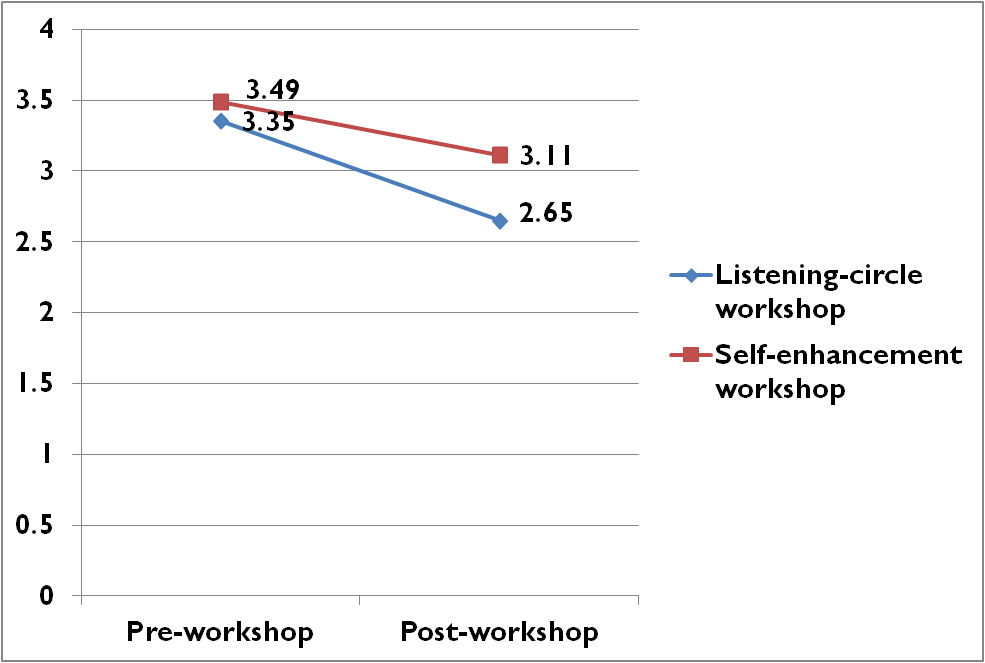 4
3.5
3
2.5
2
1.5
1
0.5
0
3.49
3.35
3.11
2.65
Pre-workshop
Post-workshop
Listening-circle
workshop
Self-enhancement
workshop